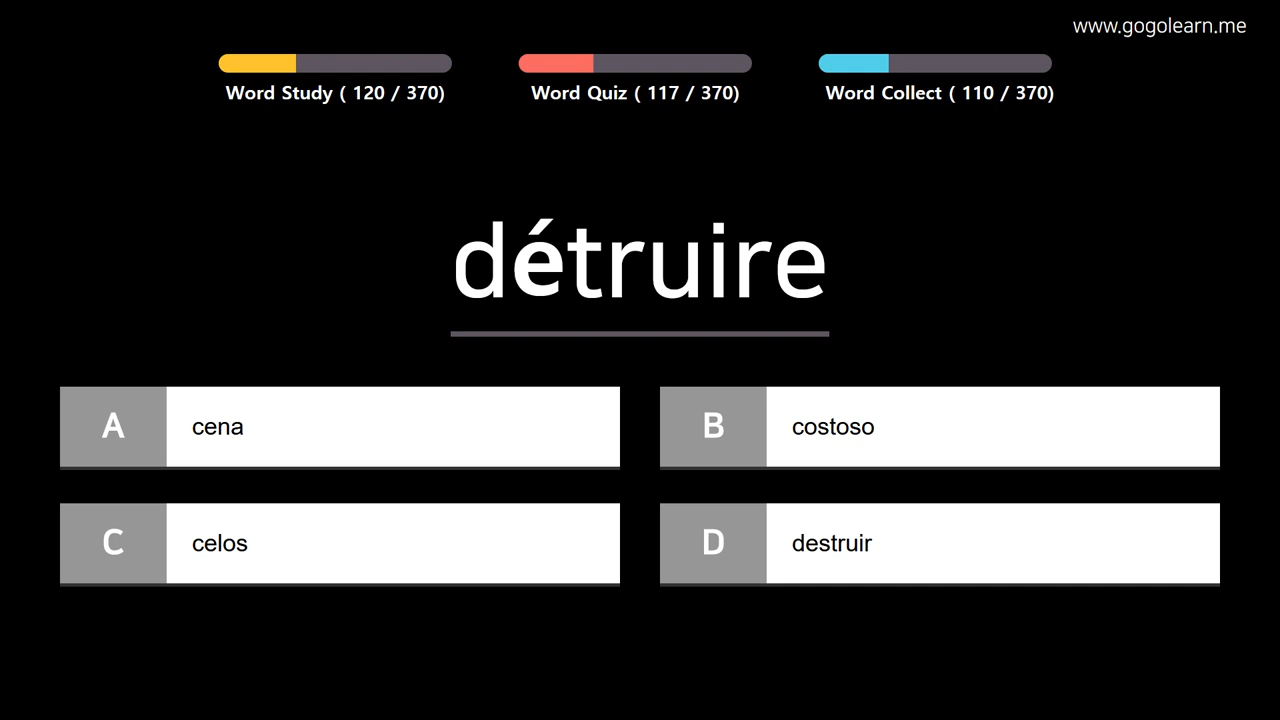 www.gogolearn.me
Word Study ( 120 / 370)
Word Quiz ( 117 / 370)
Word Collect ( 110 / 370)
détruire
A
cena
B
costoso
C
celos
D
destruir